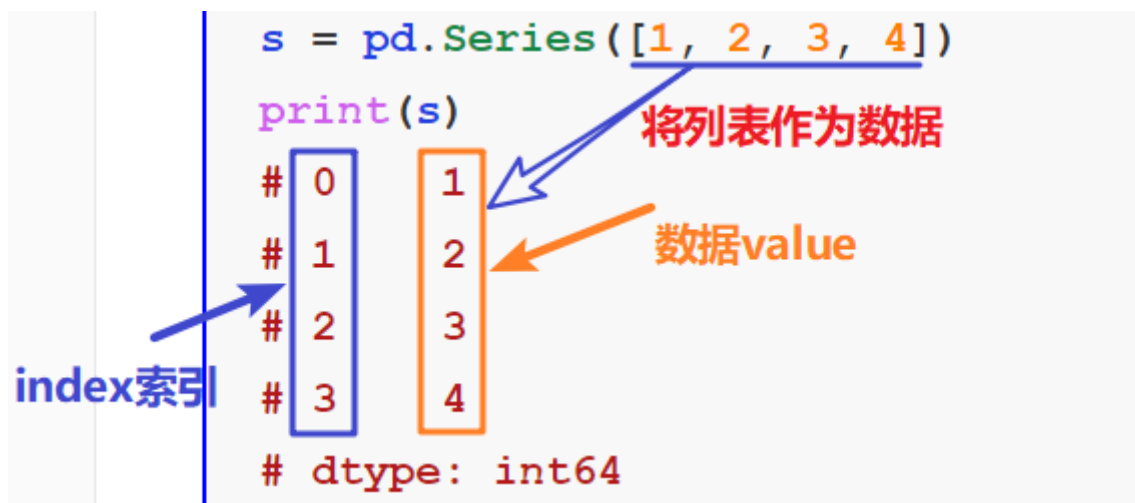 s = pd.Series([1, 2, 3, 4])
print(s)
将列表作为数据
# 0 1
# 1 2
数据value
# 2 3
index索引
# 3 4
# dtype: int64